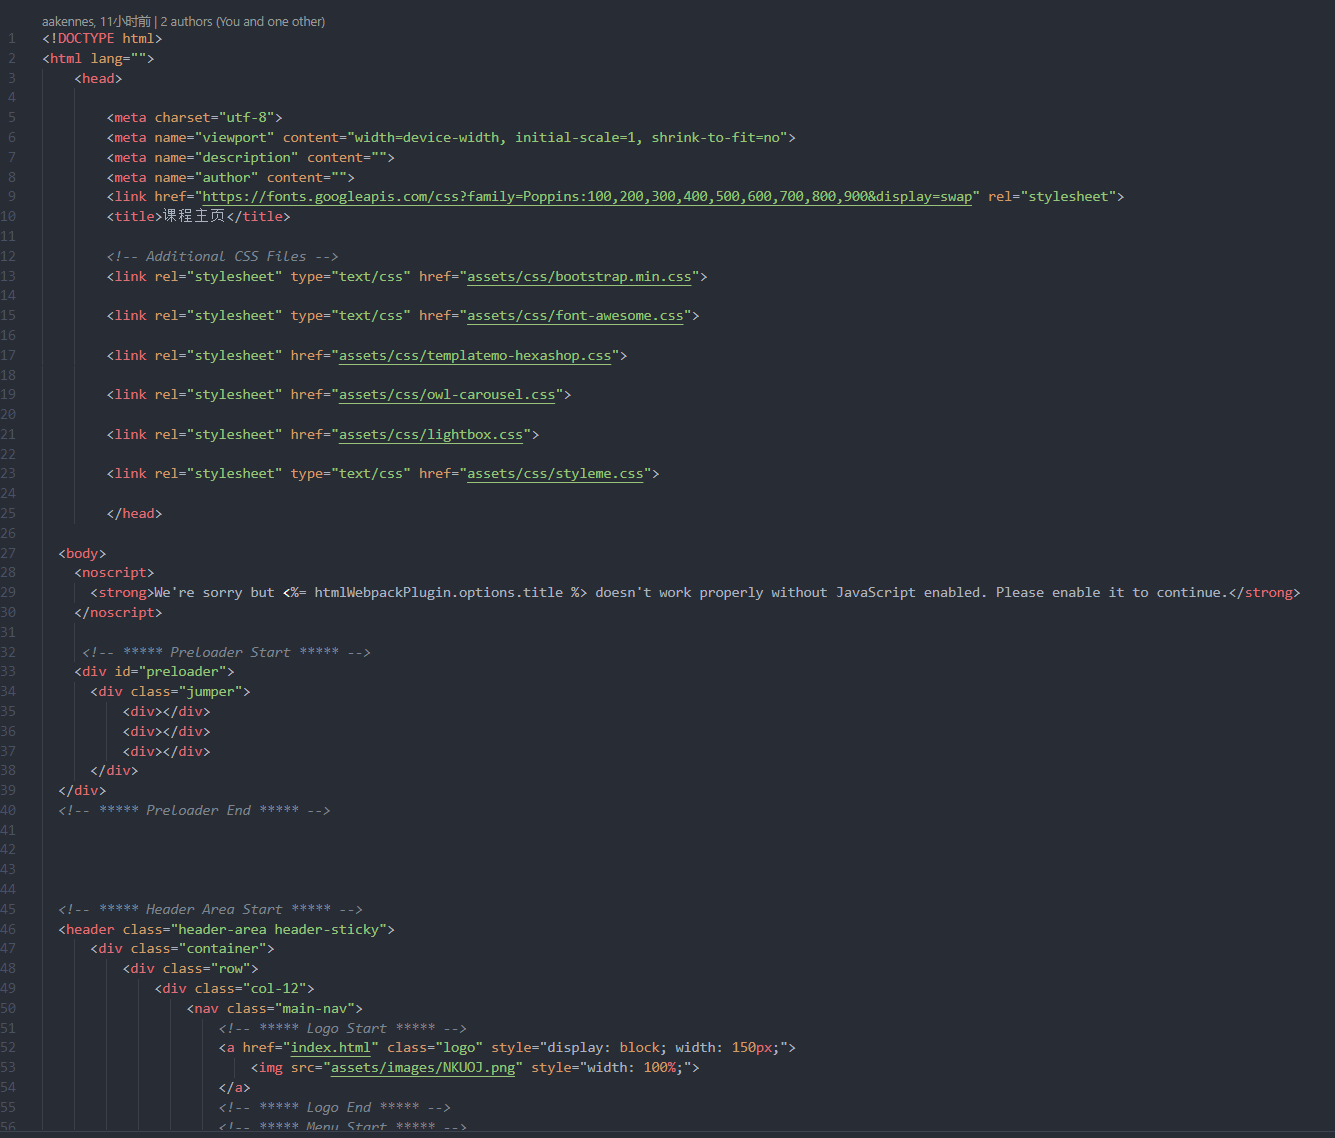 aakennes, 11小时前 | 2 authors (You and one other)
1 <!DOCTYPE html>
2 <html lang="">
3 <head>
4
5 <meta charset="utf-8">
6 <meta name="viewport" content="width=device-width, initial-scale=1, shrink-to-fit=no">
7 <meta name="description" content="">
8 <meta name="author" content="">
9 <link href="https://fonts.googleapis.com/css?family=Poppins:100,200,300,400,500,600,700,800,900&display=swap" rel="stylesheet">
10 <title>课程主页</title>
11
12 <!-- Additional CSS Files -->
13 <link rel="stylesheet" type="text/css" href="assets/css/bootstrap.min.css">
14
15 <link rel="stylesheet" type="text/css" href="assets/css/font-awesome.css">
16
17 <link rel="stylesheet" href="assets/css/templatemo-hexashop.css">
18
19 <link rel="stylesheet" href="assets/css/owl-carousel.css">
20
21 <link rel="stylesheet" href="assets/css/lightbox.css">
22
23 <link rel="stylesheet" type="text/css" href="assets/css/styleme.css">
24
25 </head>
26
27 <body>
28 <noscript>
29 <strong>We're sorry but <%= htmlWebpackPlugin.options.title %> doesn't work properly without JavaScript enabled. Please enable it to continue.</strong>
30 </noscript>
31
32 <!-- ***** Preloader Start ***** -->
33 <div id="preloader">
34 <div class="jumper">
35 <div></div>
36 <div></div>
37 <div></div>
38 </div>
39 </div>
40 <!-- ***** Preloader End ***** -->
41
42
43
44
45 <!-- ***** Header Area Start ***** -->
46 <header class="header-area header-sticky">
47 <div class="container">
48 <div class="row">
49 <div class="col-12">
50 <nav class="main-nav">
51 <!-- ***** Logo Start ***** -->
52 <a href="index.html" class="logo" style="display: block; width: 150px;">
53 <img src="assets/images/NKUOJ.png" style="width: 100%;">
54 </a>
55 <!-- ***** Logo End ***** -->
56 <!-- ***** Menu Start ***** -->